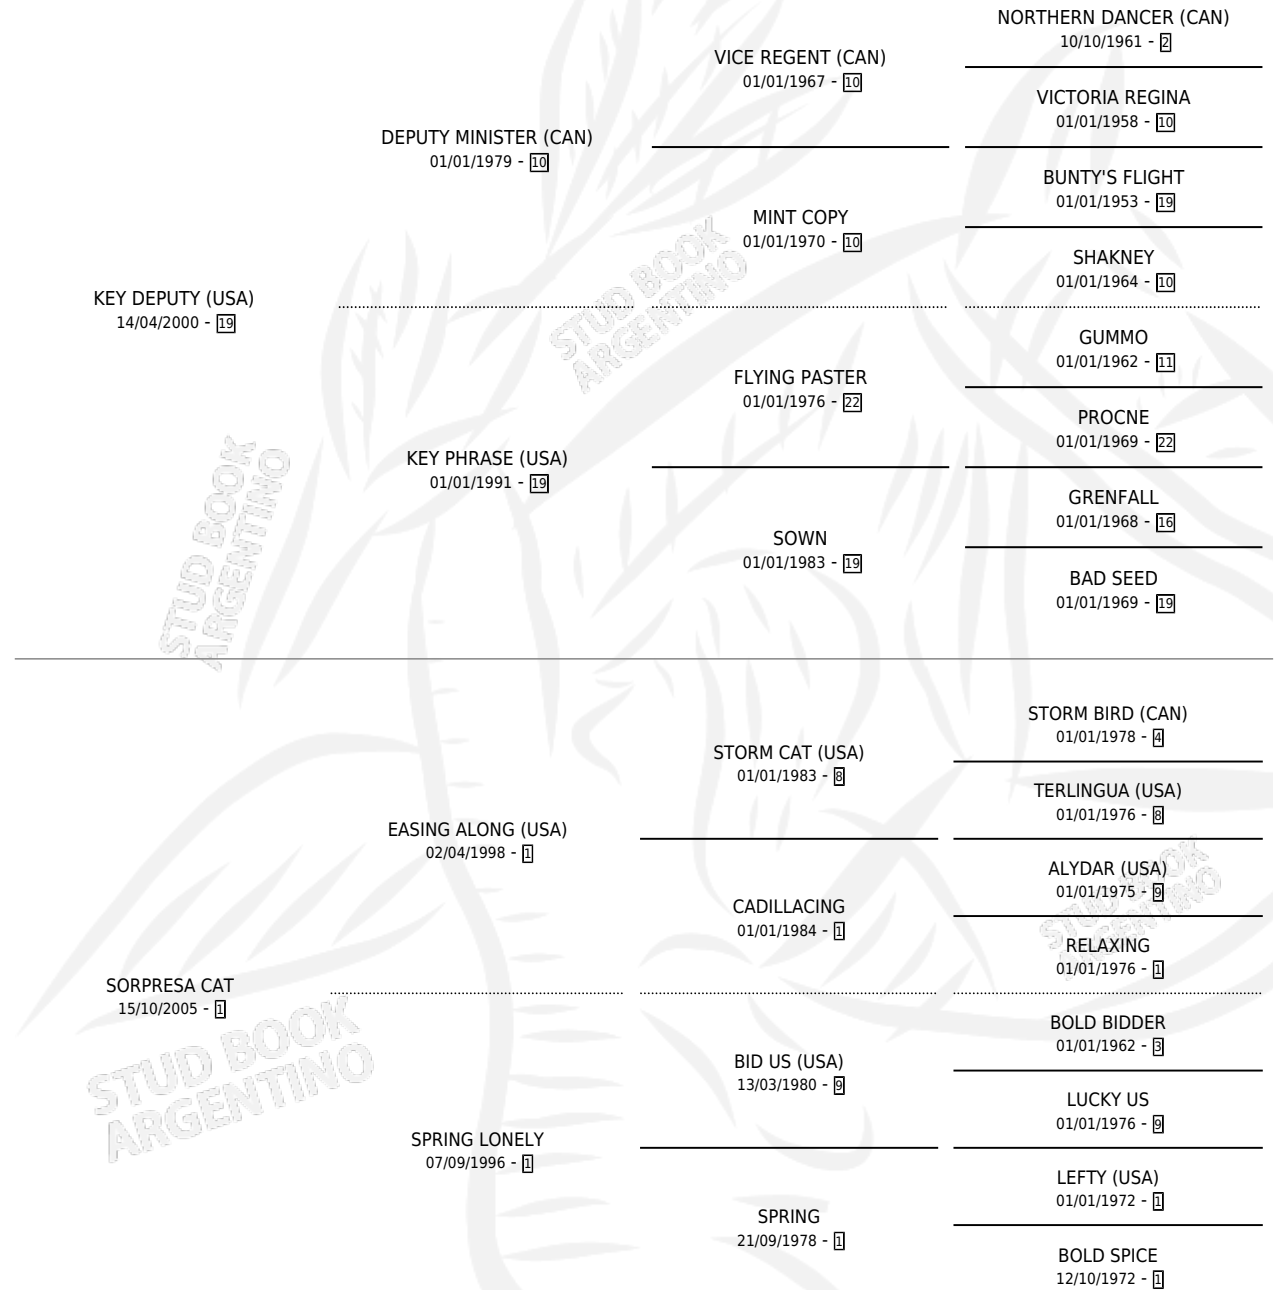 NORTHERN DANCER (CAN)
10/10/1961 - 2
VICE REGENT (CAN)
01/01/1967 - 10
VICTORIA REGINA
01/01/1958 - 10
DEPUTY MINISTER (CAN)
01/01/1979 - 10
BUNTY'S FLIGHT
01/01/1953 - 19
MINT COPY
01/01/1970 - 10
SHAKNEY
01/01/1964 - 10
KEY DEPUTY (USA)
14/04/2000 - 19
GUMMO
01/01/1962 - 11
FLYING PASTER
01/01/1976 - 22
PROCNE
01/01/1969 - 22
KEY PHRASE (USA)
01/01/1991 - 19
GRENFALL
01/01/1968 - 16
SOWN
01/01/1983 - 19
BAD SEED
01/01/1969 - 19
STUD BOOK
ARGENTINO
STUD BOOK
ARGENTINO
STORM BIRD (CAN)
01/01/1978 - 4
STORM CAT (USA)
01/01/1983 - 8
TERLINGUA (USA)
01/01/1976 - 8
EASING ALONG (USA)
02/04/1998 - 1
ALYDAR (USA)
01/01/1975 - 9
CADILLACING
01/01/1984 - 1
RELAXING
01/01/1976 - 1
SORPRESA CAT
15/10/2005 - 1
BOLD BIDDER
01/01/1962 - 3
BID US (USA)
13/03/1980 - 9
LUCKY US
01/01/1976 - 9
SPRING LONELY
07/09/1996 - 1
LEFTY (USA)
01/01/1972 - 1
SPRING
21/09/1978 - 1
BOLD SPICE
12/10/1972 - 1
STUD BOOK
ARGENTINO
STUD BOOK
ARGENTINO